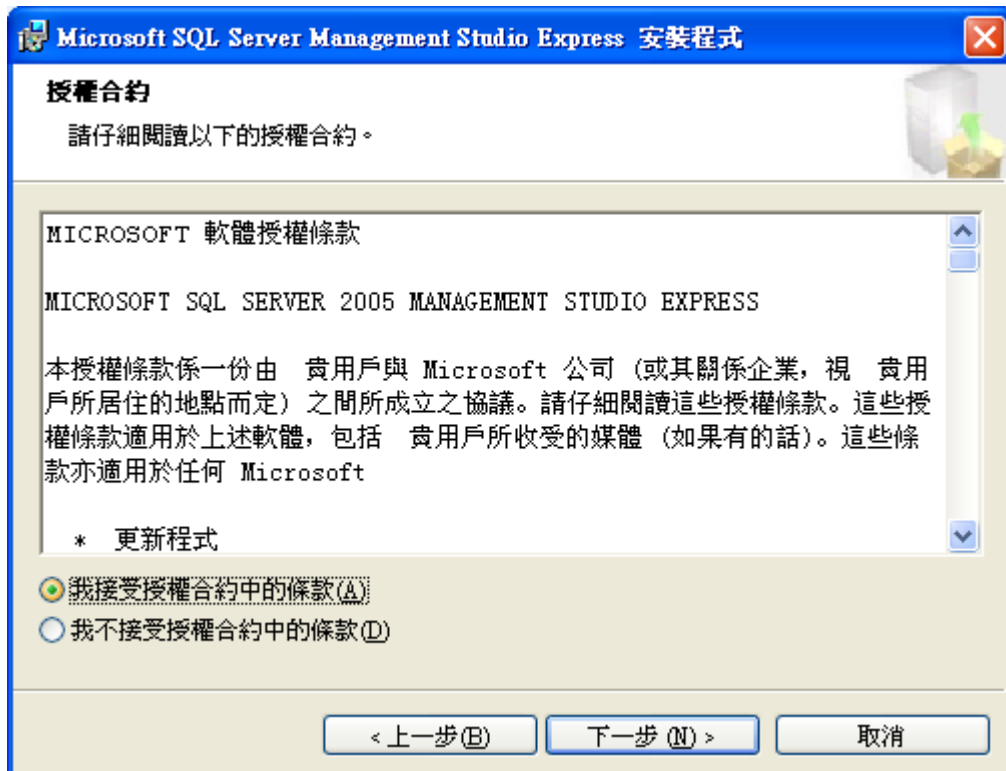 Microsoft SQL Server Management Studio Express 安裝程式
授權合約
請仔細閱讀以下的授權合約。
MICROSOFT 軟體授權條款
MICROSOFT SQL SERVER 2005 MANAGEMENT STUDIO EXPRESS
本授權條款係一份由　貴用戶與 Microsoft 公司 (或其關係企業，視　貴用
戶所居住的地點而定) 之間所成立之協議。請仔細閱讀這些授權條款。這些授
權條款適用於上述軟體，包括　貴用戶所收受的媒體 (如果有的話)。這些條
款亦適用於任何 Microsoft
* 更新程式
我接受授權合約中的條款(A)
我不接受授權合約中的條款(D)
<上一步(B)
下一步(N)>
取消